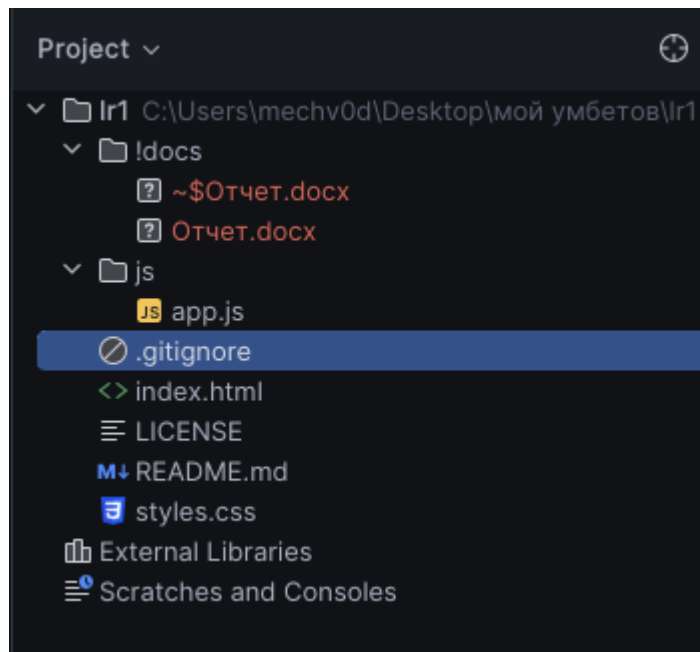 Project
lr1 C:\Users\mechv0d\Desktop\мой умбетов\lr1
!docs
? ~$Отчет.docx
? Отчет.docx
js
JS app.js
.gitignore
<> index.html
LICENSE
M↓ README.md
styles.css
External Libraries
Scratches and Consoles